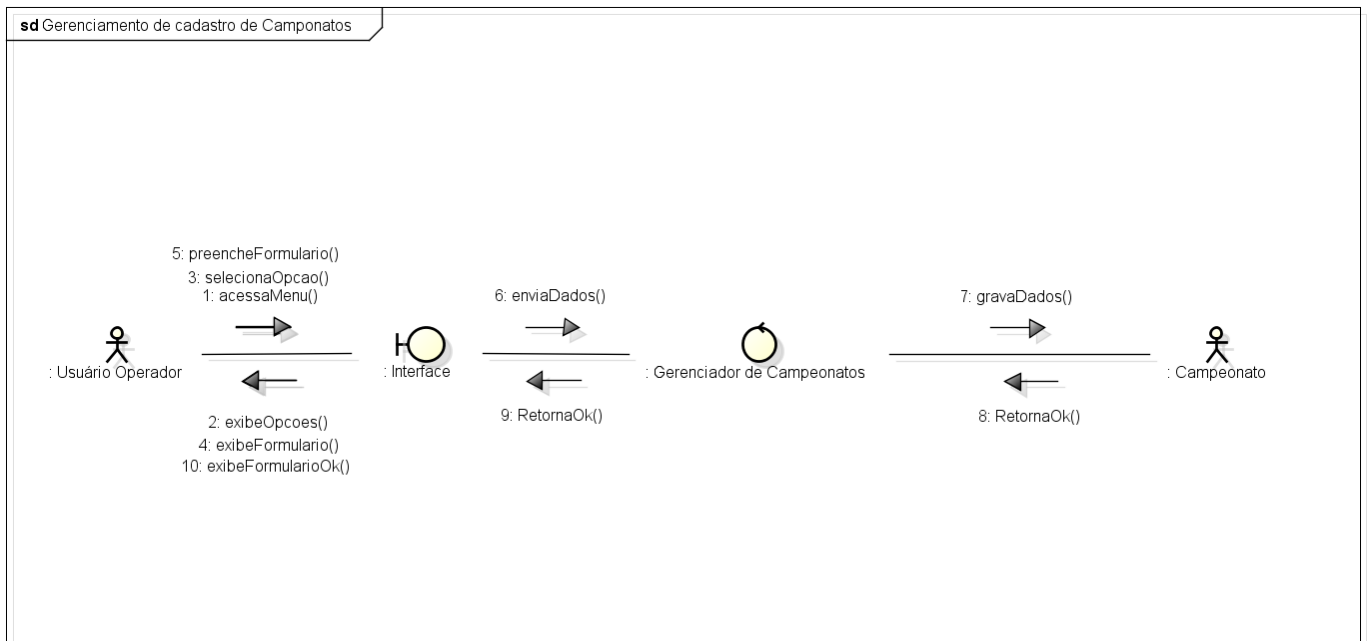 sd Gerenciamento de cadastro de Camponatos
5: preencheFormulario()
3: selecionaOpcao()
1: acessaMenu()
6: enviaDados()
7: gravaDados()
: Usuário Operador
: Interface
: Gerenciador de Campeonatos
: Campeonato
2: exibeOpcoes()
4: exibeFormulario()
10: exibeFormularioOk()
9: RetornaOk()
8: RetornaOk()